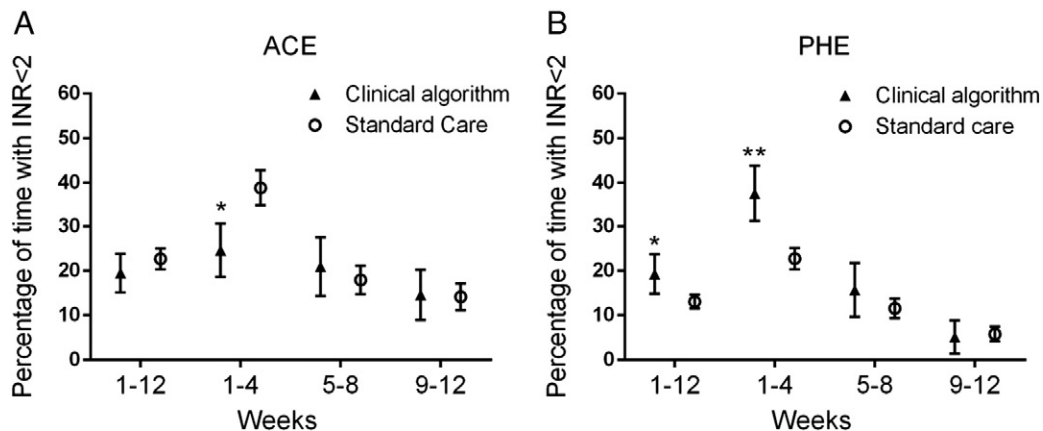 A
ACE
Percentage of time with INR<2
60
50
40
30
20
10
0
Clinical algorithm
Standard Care
*
1-12
1-4
5-8
9-12
Weeks
B
PHE
Percentage of time with INR<2
60
50
40
30
20
10
0
Clinical algorithm
Standard care
**
*
1-12
1-4
5-8
9-12
Weeks